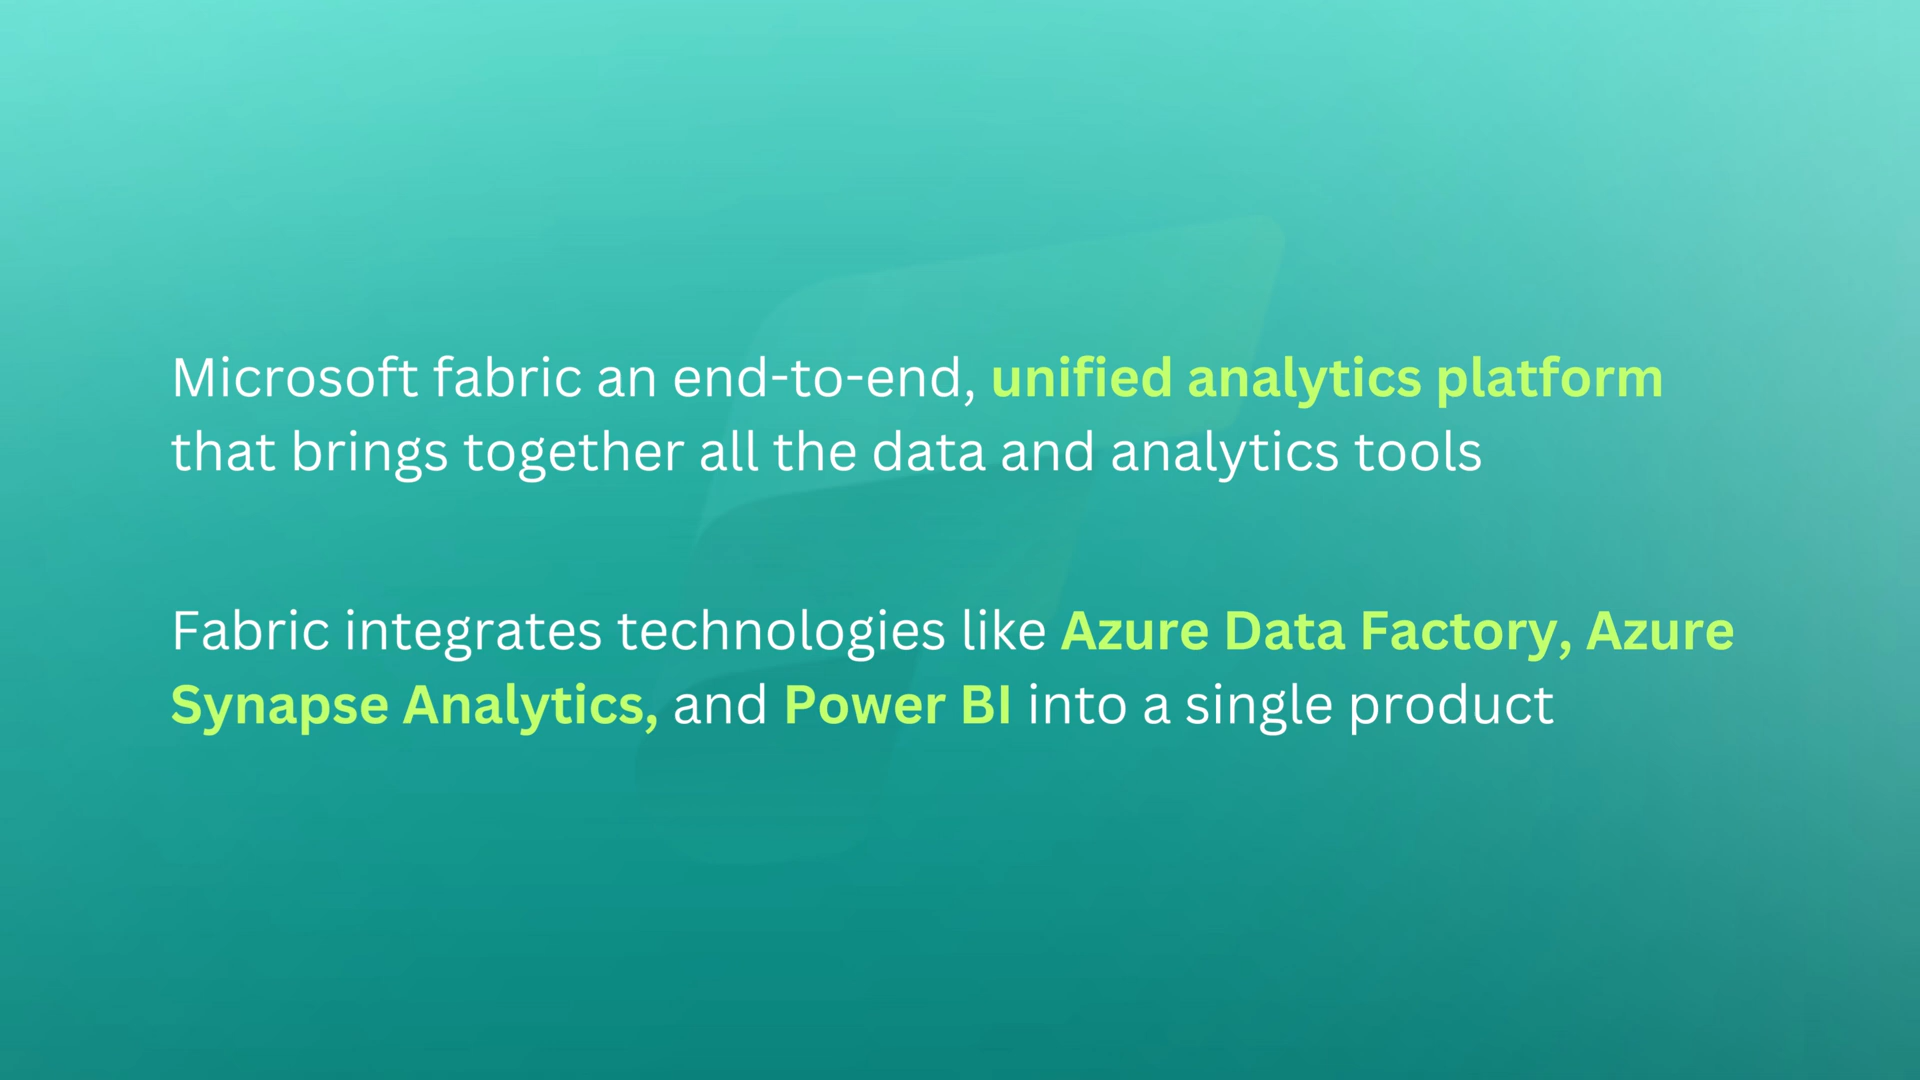 Microsoft fabric an end-to-end, unified analytics platform
that brings together all the data and analytics tools
Fabric integrates technologies like Azure Data Factory, Azure
Synapse Analytics, and Power BI into a single product